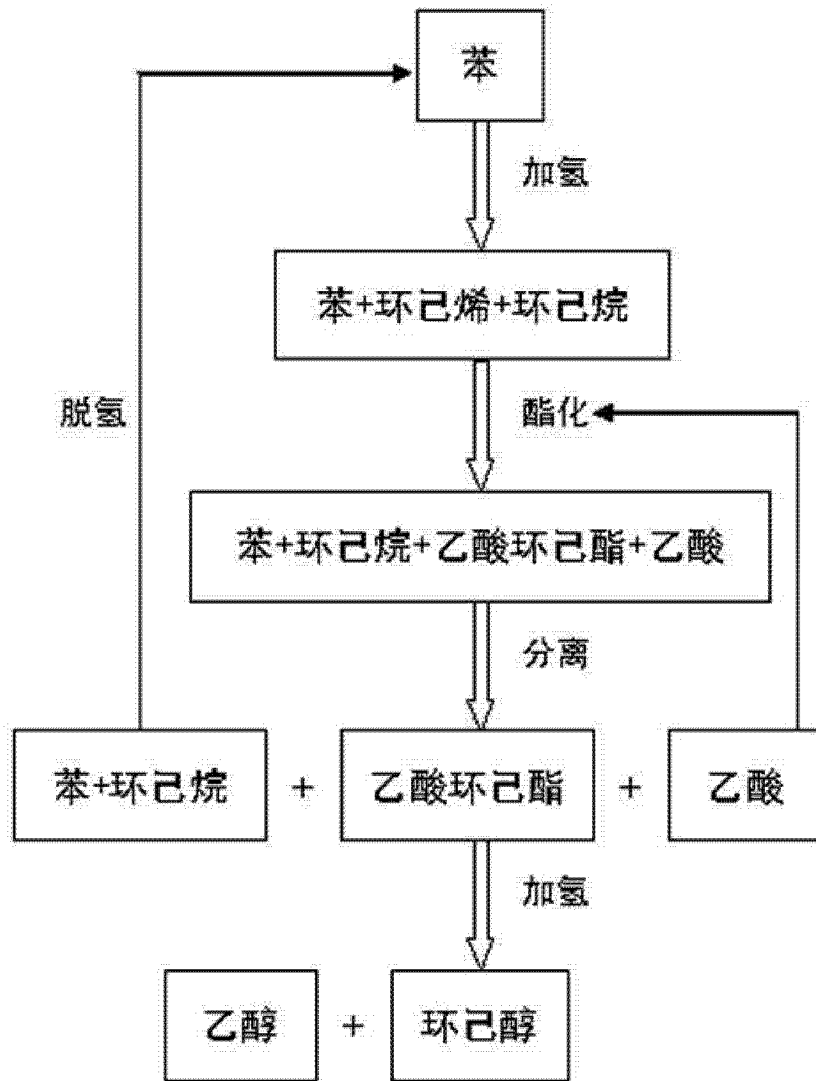 苯
加氢
苯+环己烯+环己烷
脱氢
酯化
苯+环己烷+乙酸环己酯+乙酸
分离
苯+环己烷 + 乙酸环己酯 + 乙酸
加氢
乙醇 + 环己醇